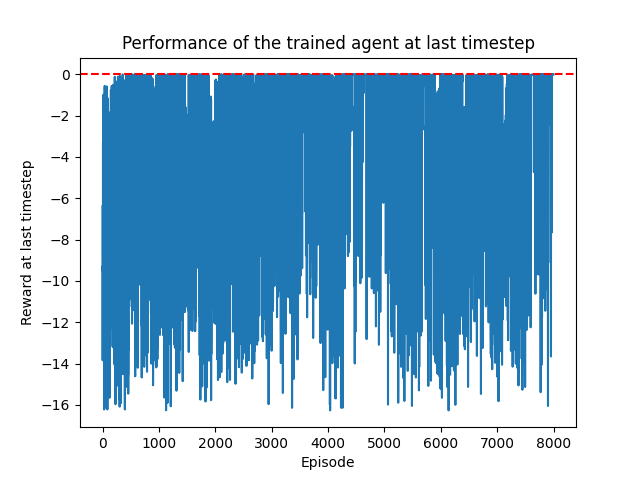 Performance of the trained agent at last timestep
0
−2
−4
−6
−8
−10
−12
−14
−16
Reward at last timestep
0 1000 2000 3000 4000 5000 6000 7000 8000
Episode